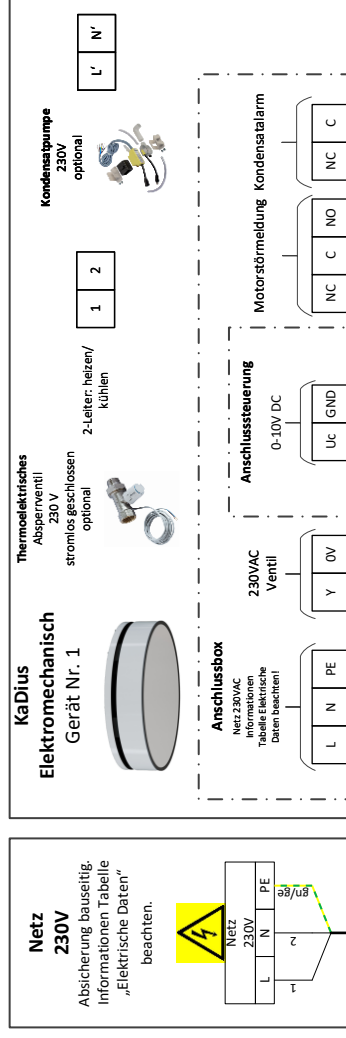 Netz
230V
Absicherung bauseitig.
Informationen Tabelle
„Elektrische Daten“
beachten.
Netz
230V
L N PE
1
2
gn/ge
KaDius
Elektromechanisch
Gerät Nr. 1
Thermoelektrisches
Absperrventil
230 V
stromlos geschlossen
optional
2-Leiter: heizen/
kühlen
1 2
Kondensatpumpe
230V
optional
L' N'
Anschlussbox
Netz 230VAC
Informationen
Tabelle Elektrische
Daten beachten!
L N PE
230VAC
Ventil
Y 0V
Anschlusssteuerung
0-10V DC
Uc GND
Motorstörmeldung
NC C NO
Kondensatalarm
NC C